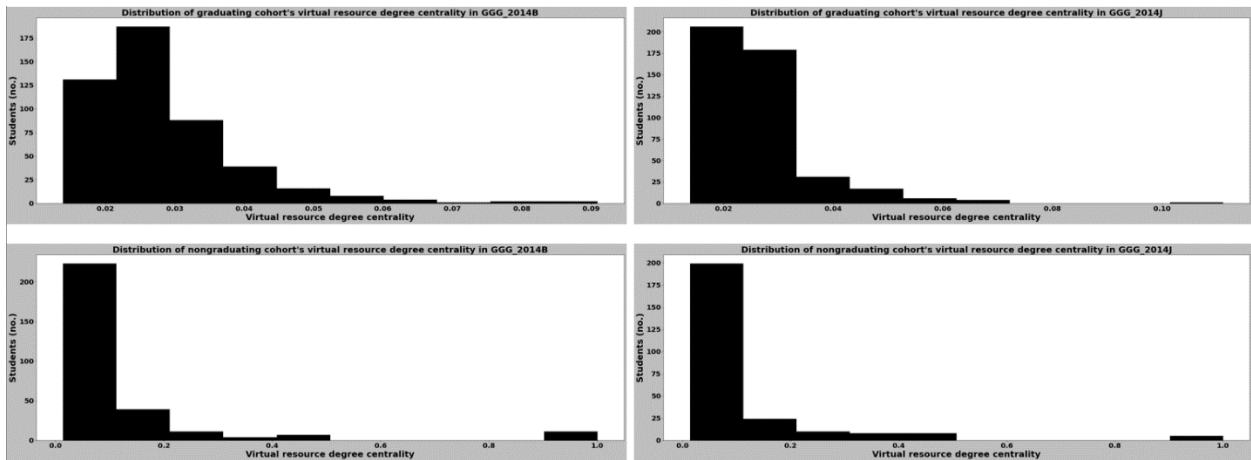 Distribution of graduating cohort's virtual resource degree centrality in GGG_2014B
Students (no.)
175
150
125
100
75
50
25
0
0.02 0.03 0.04 0.05 0.06 0.07 0.08 0.09
Virtual resource degree centrality
Distribution of graduating cohort's virtual resource degree centrality in GGG_2014J
Students (no.)
200
175
150
125
100
75
50
25
0
0.02 0.04 0.06 0.08 0.10
Virtual resource degree centrality
Distribution of nongraduating cohort's virtual resource degree centrality in GGG_2014B
Students (no.)
200
150
100
50
0
0.0 0.2 0.4 0.6 0.8 1.0
Virtual resource degree centrality
Distribution of nongraduating cohort's virtual resource degree centrality in GGG_2014J
Students (no.)
200
175
150
125
100
75
50
25
0
0.0 0.2 0.4 0.6 0.8 1.0
Virtual resource degree centrality